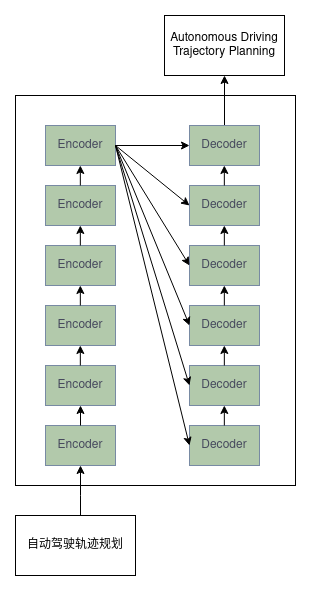 Autonomous Driving
Trajectory Planning
Encoder
Decoder
Encoder
Decoder
Encoder
Decoder
Encoder
Decoder
Encoder
Decoder
Encoder
Decoder
自动驾驶轨迹规划